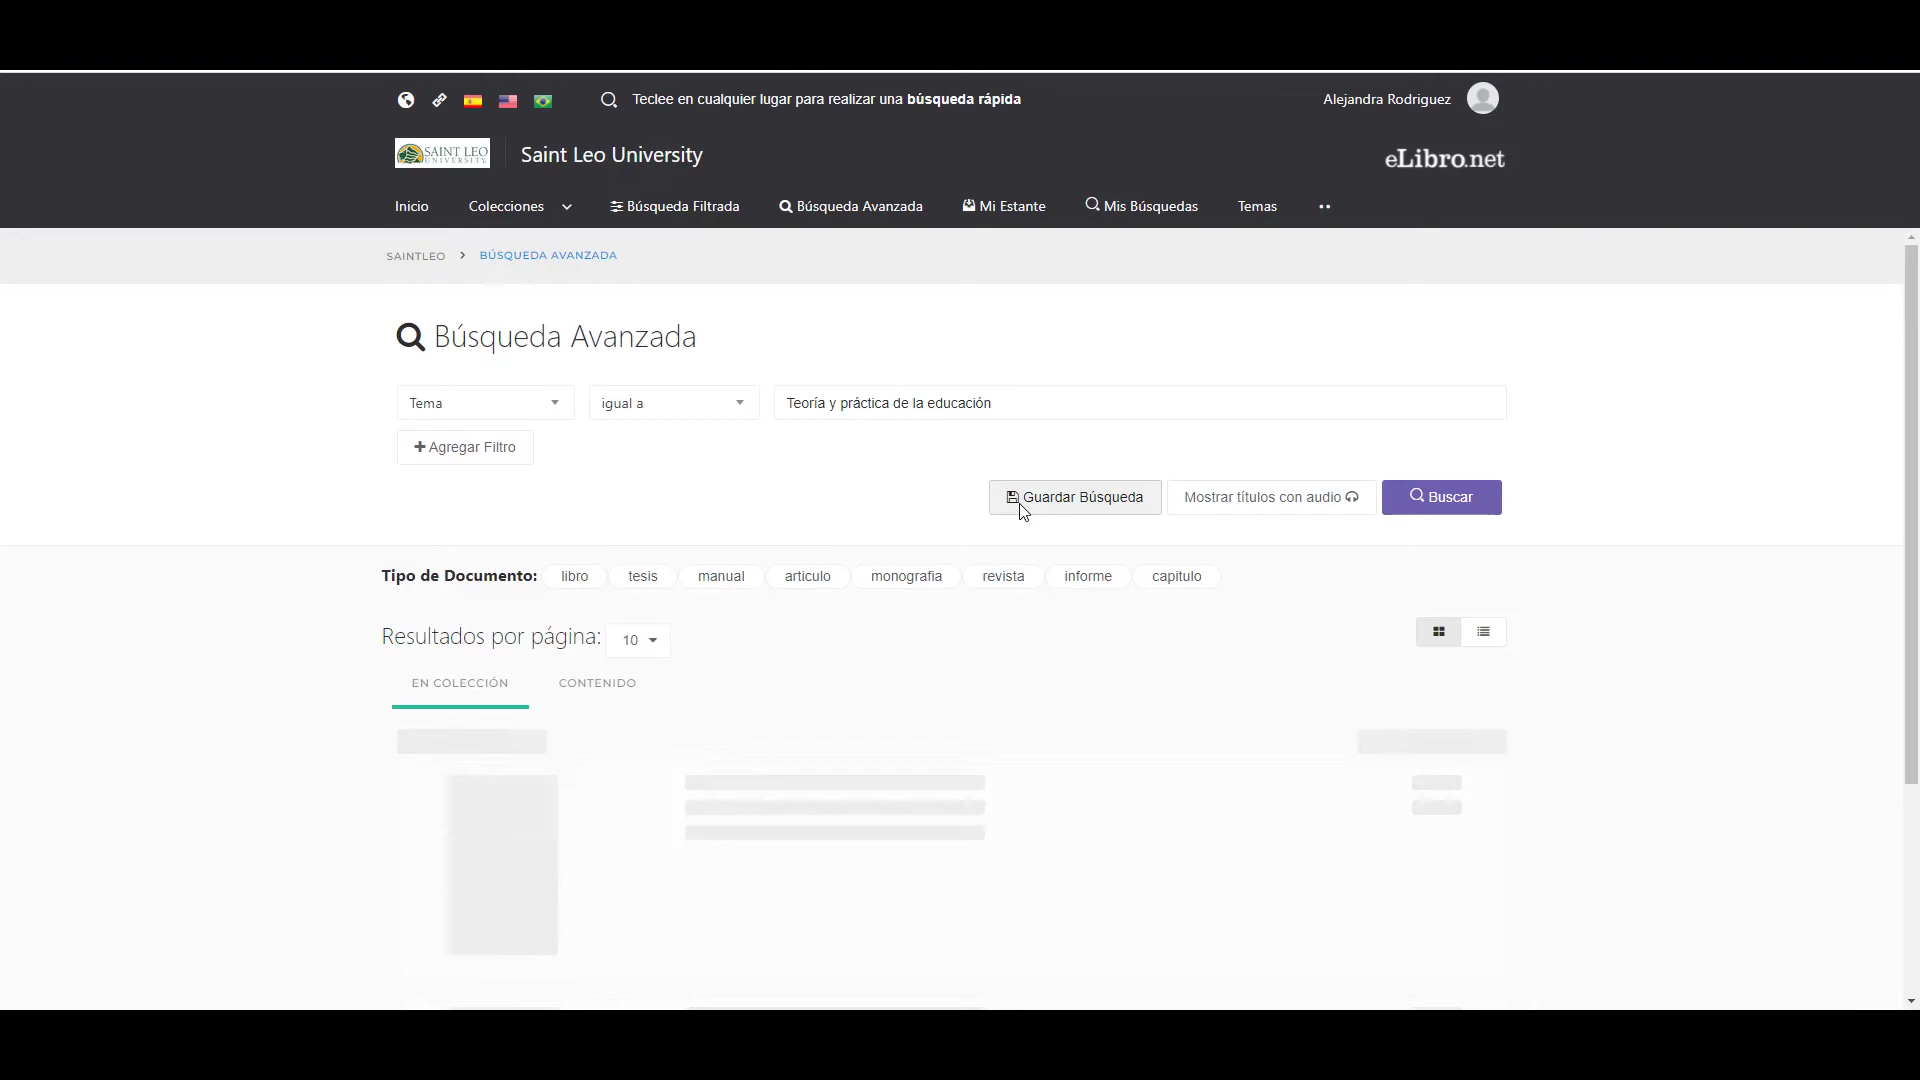 Teclee en cualquier lugar para realizar una búsqueda rápida
Alejandra Rodriguez
SAINT LEO
UNIVERSITY
Saint Leo University
eLibro.net
Inicio
Colecciones
Búsqueda Filtrada
Búsqueda Avanzada
Mi Estante
Mis Búsquedas
Temas
SAINTLEO
BÚSQUEDA AVANZADA
Búsqueda Avanzada
Tema
igual a
Teoría y práctica de la educación
Agregar Filtro
Guardar Búsqueda
Mostrar títulos con audio
Buscar
Tipo de Documento:
libro
tesis
manual
articulo
monografia
revista
informe
capitulo
Resultados por página:
10
EN COLECCIÓN
CONTENIDO